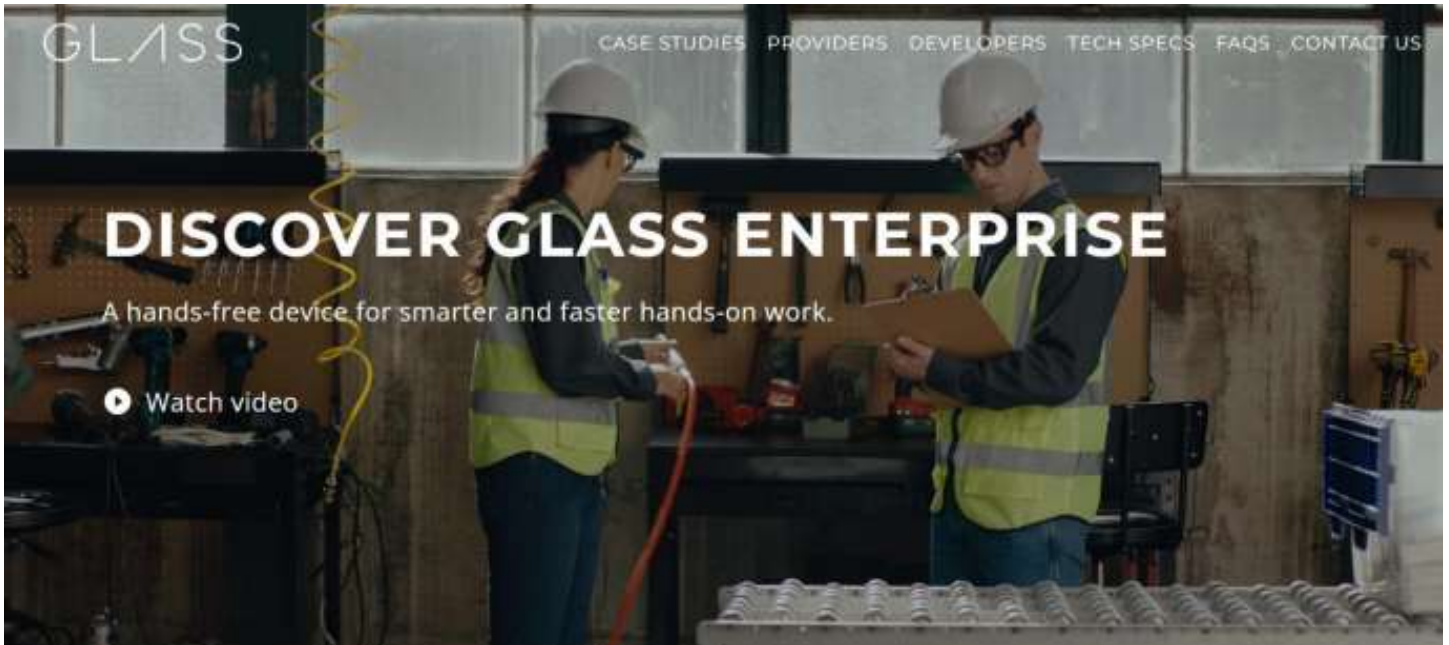 GLASS
CASE STUDIES PROVIDERS DEVELOPERS TECH SPECS FAQS CONTACT US
DISCOVER GLASS ENTERPRISE
A hands-free device for smarter and faster hands-on work.
Watch video